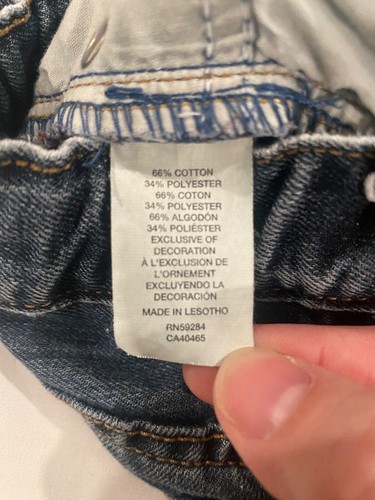 66% COTTON
34% POLYESTER
66% COTON
34% POLYESTER
66% ALGODÓN
34% POLIÉSTER
EXCLUSIVE OF
DECORATION
À L'EXCLUSION DE
L'ORNEMENT
EXCLUYENDO LA
DECORACIÓN
MADE IN LESOTHO
RN59284
CA40465